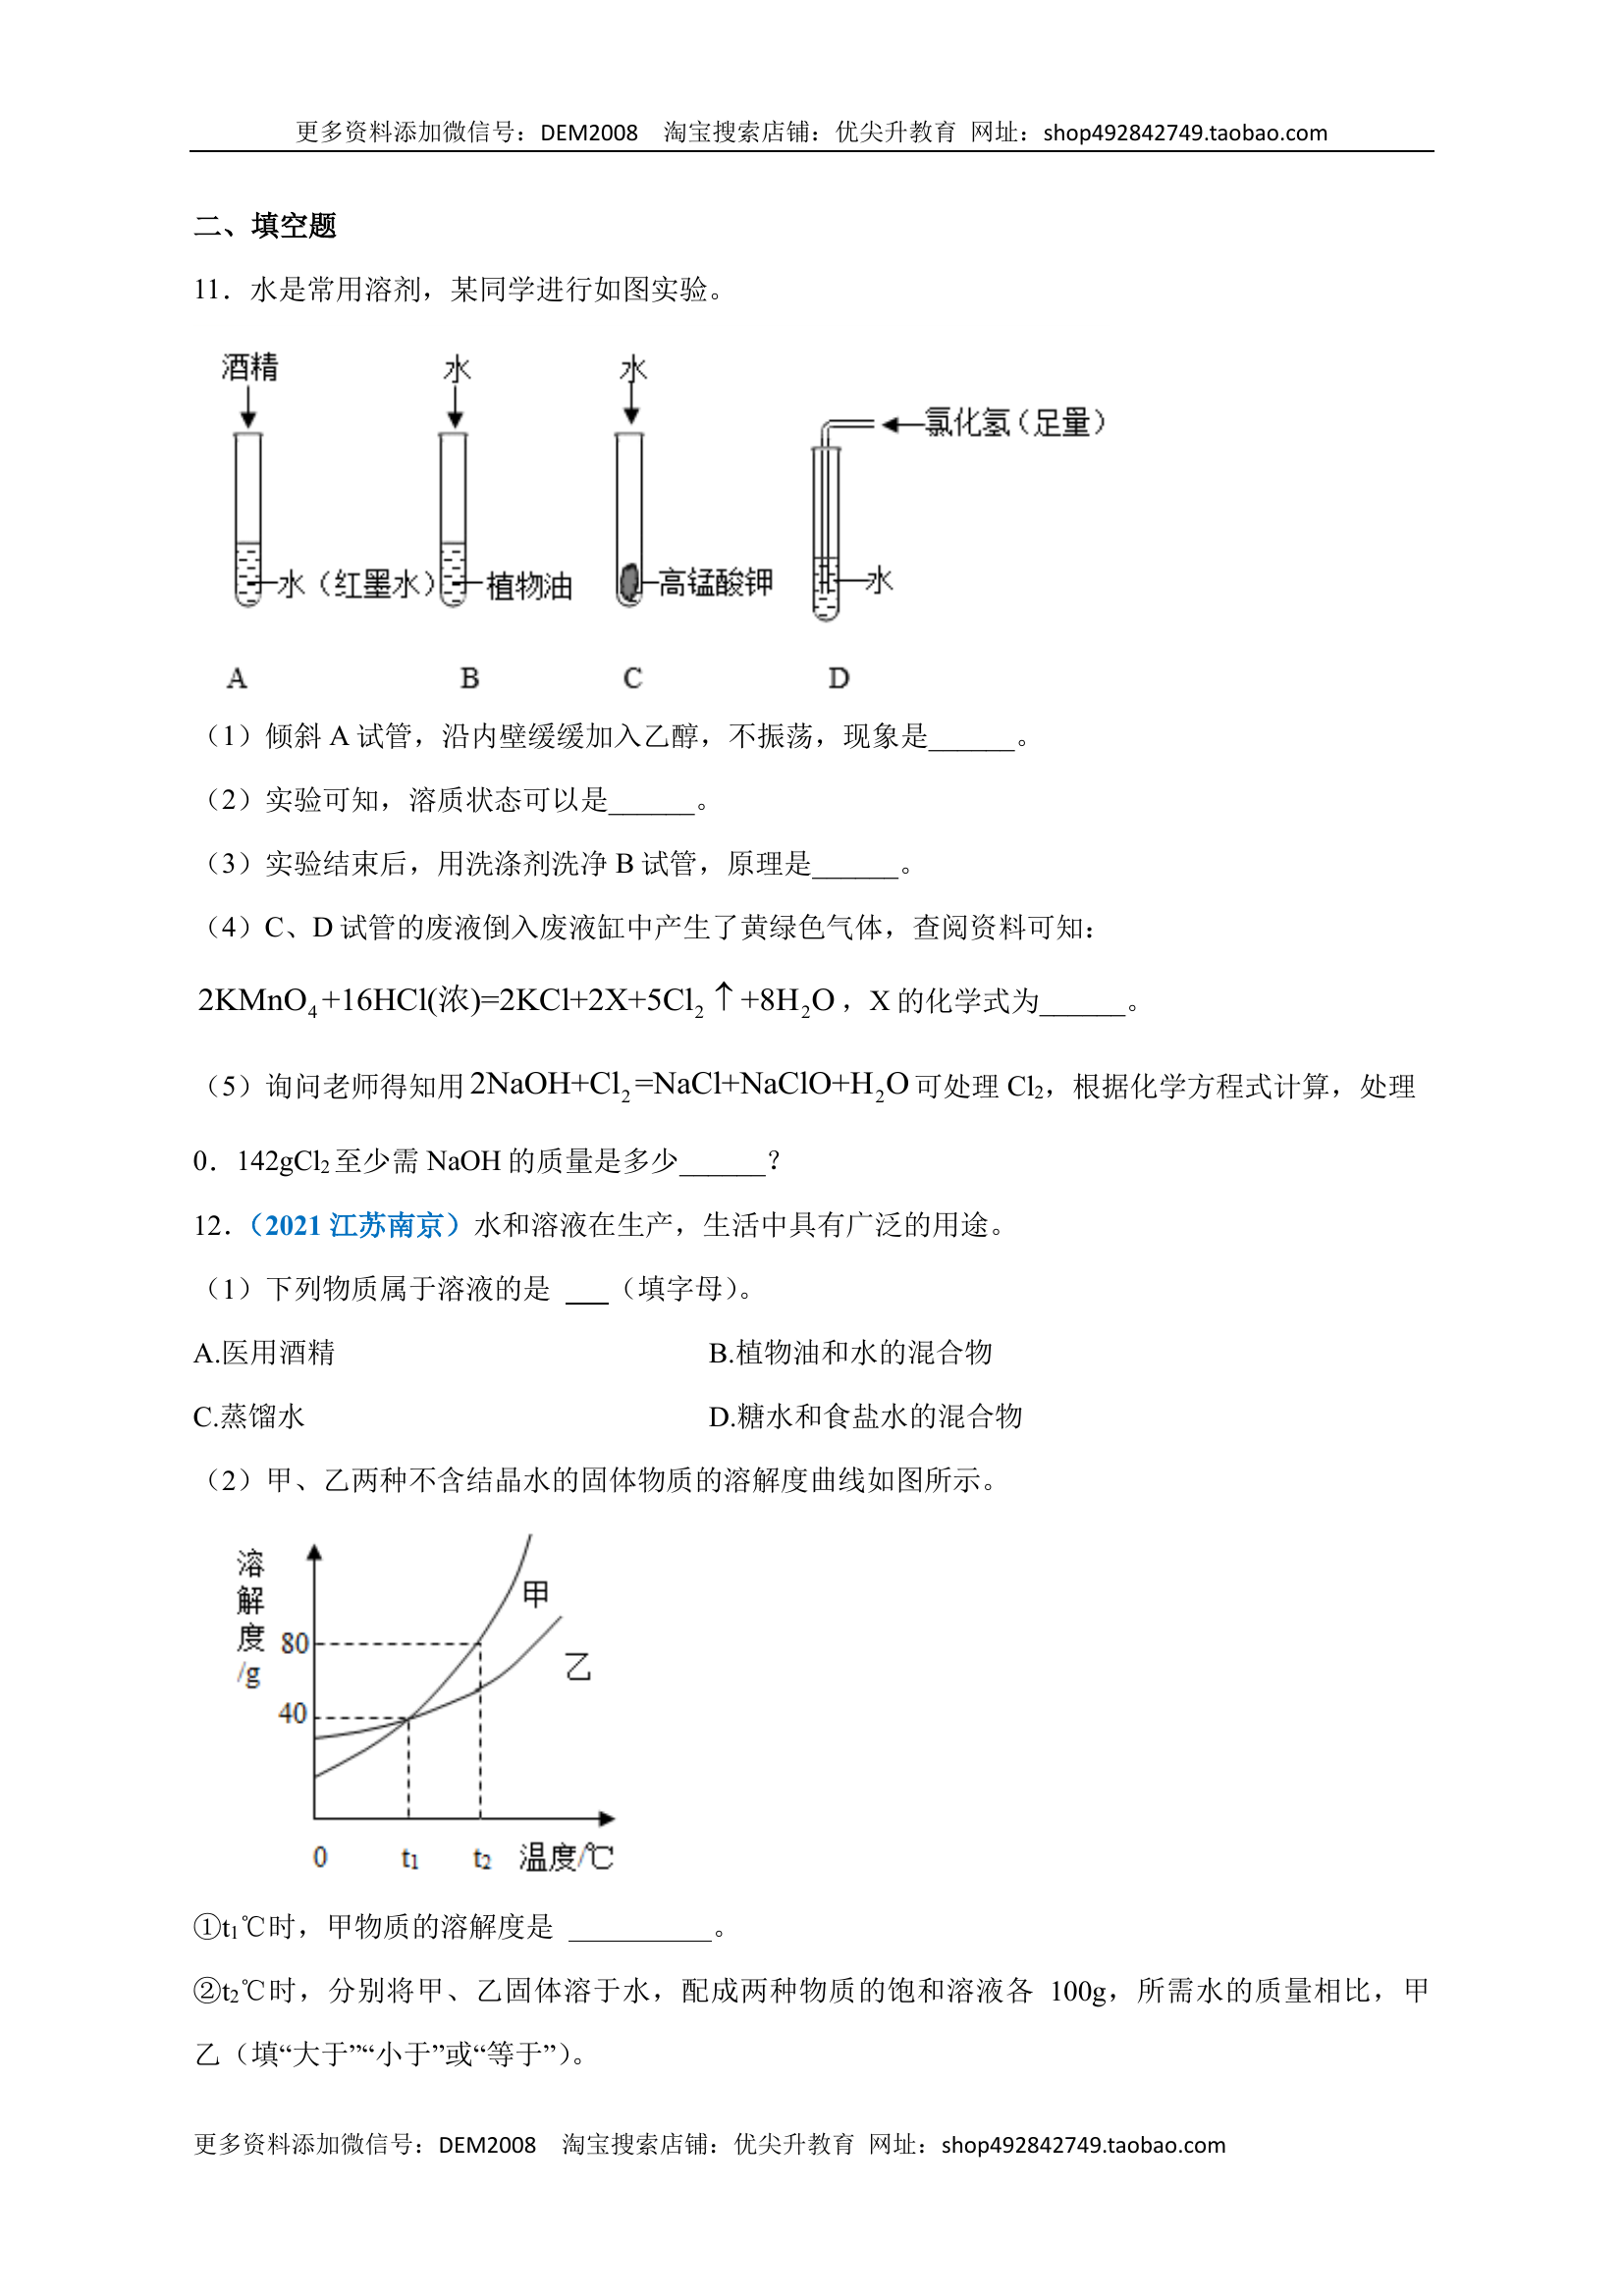 更多资料添加微信号：DEM2008 淘宝搜索店铺：优尖升教育 网址：shop492842749.taobao.com
二、填空题
11．水是常用溶剂，某同学进行如图实验。
酒精 水 水 氯化氢（足量）
水（红墨水） 植物油 高锰酸钾 水
A B C D
（1）倾斜 A 试管，沿内壁缓缓加入乙醇，不振荡，现象是______。
（2）实验可知，溶质状态可以是______。
（3）实验结束后，用洗涤剂洗净 B 试管，原理是______。
（4）C、D 试管的废液倒入废液缸中产生了黄绿色气体，查阅资料可知：
2KMnO₄+16HCl(浓)=2KCl+2X+5Cl₂↑+8H₂O，X 的化学式为______。
（5）询问老师得知用 2NaOH+Cl₂=NaCl+NaClO+H₂O 可处理 Cl₂，根据化学方程式计算，处理
0．142gCl₂ 至少需 NaOH 的质量是多少______？
12.（2021 江苏南京）水和溶液在生产，生活中具有广泛的用途。
（1）下列物质属于溶液的是 ___（填字母）。
A.医用酒精 B.植物油和水的混合物
C.蒸馏水 D.糖水和食盐水的混合物
（2）甲、乙两种不含结晶水的固体物质的溶解度曲线如图所示。
溶解度/g
甲
80
乙
40
0 t₁ t₂ 温度/℃
①t₁℃时，甲物质的溶解度是 __________。
②t₂℃时，分别将甲、乙固体溶于水，配成两种物质的饱和溶液各 100g，所需水的质量相比，甲
乙（填“大于”“小于”或“等于”）。
更多资料添加微信号：DEM2008 淘宝搜索店铺：优尖升教育 网址：shop492842749.taobao.com